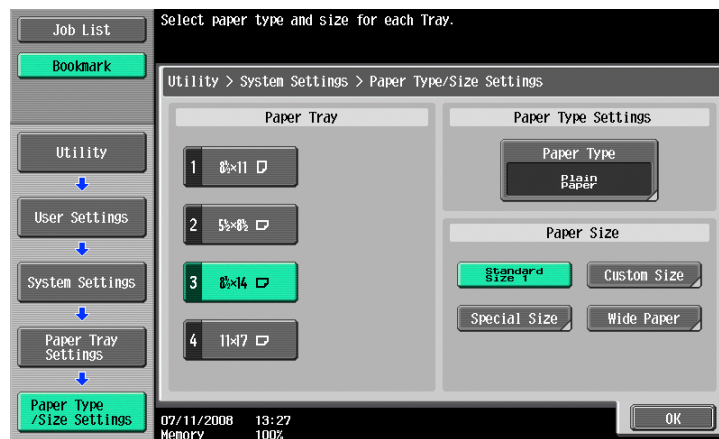 Job List
Select paper type and size for each Tray.
Bookmark
Utility > System Settings > Paper Type/Size Settings
Paper Tray
Paper Type Settings
Utility
1 8½×11
Paper Type
Plain
Paper
User Settings
2 5½×8½
Paper Size
System Settings
3 8½×14
Standard
Size 1
Custom Size
Special Size
Wide Paper
Paper Tray
Settings
4 11×17
Paper Type
/Size Settings
07/11/2008 13:27
Memory 100%
OK